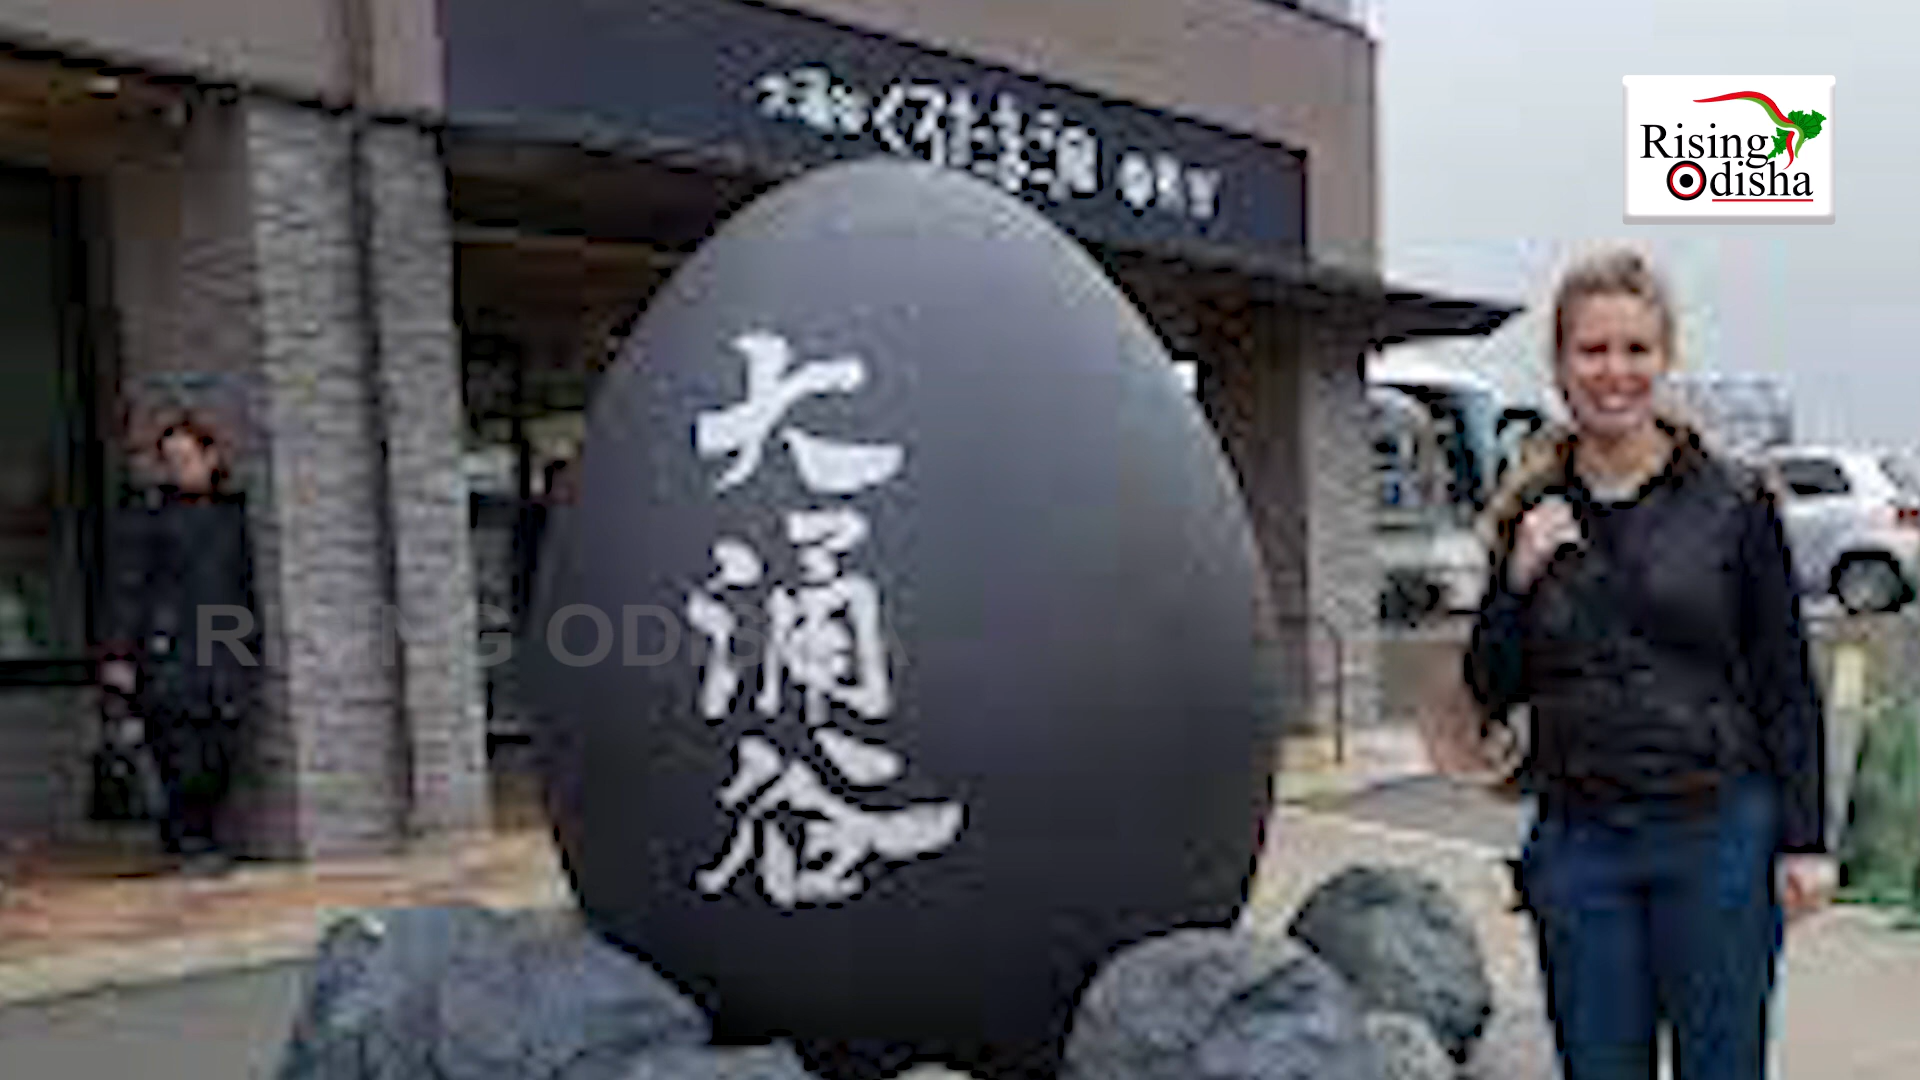 Rising
Odisha
大
涌
谷
RISING ODISHA